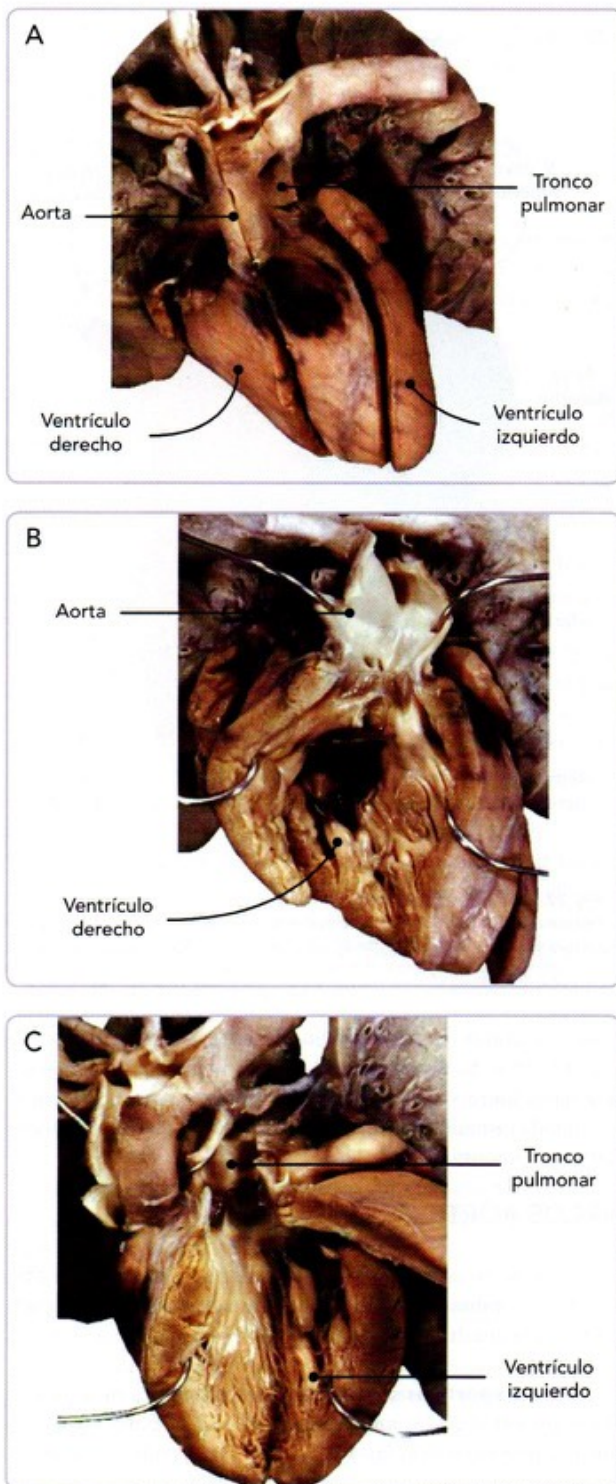 A
Aorta
Tronco
pulmonar
Ventrículo
derecho
Ventrículo
izquierdo
B
Aorta
Ventrículo
derecho
C
Tronco
pulmonar
Ventrículo
izquierdo